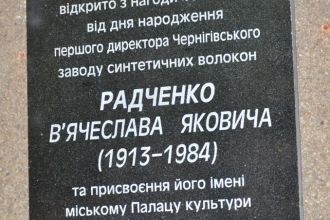 відкрито з нагоди
від дня народження
першого директора Чернігівського
заводу синтетичних волокон
РАДЧЕНКО
В'ЯЧЕСЛАВА ЯКОВИЧА
(1913–1984)
та присвоєння його імені
міському Палацу культури